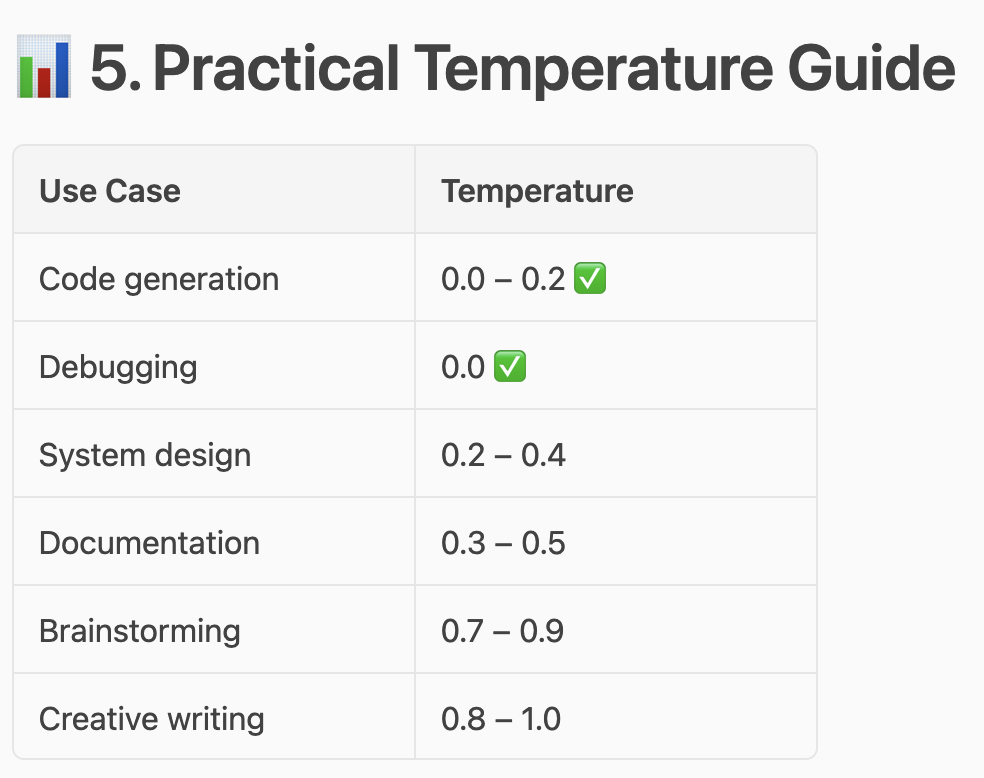 📊 5. Practical Temperature Guide
Use Case Temperature
Code generation 0.0 – 0.2 ✅
Debugging 0.0 ✅
System design 0.2 – 0.4
Documentation 0.3 – 0.5
Brainstorming 0.7 – 0.9
Creative writing 0.8 – 1.0